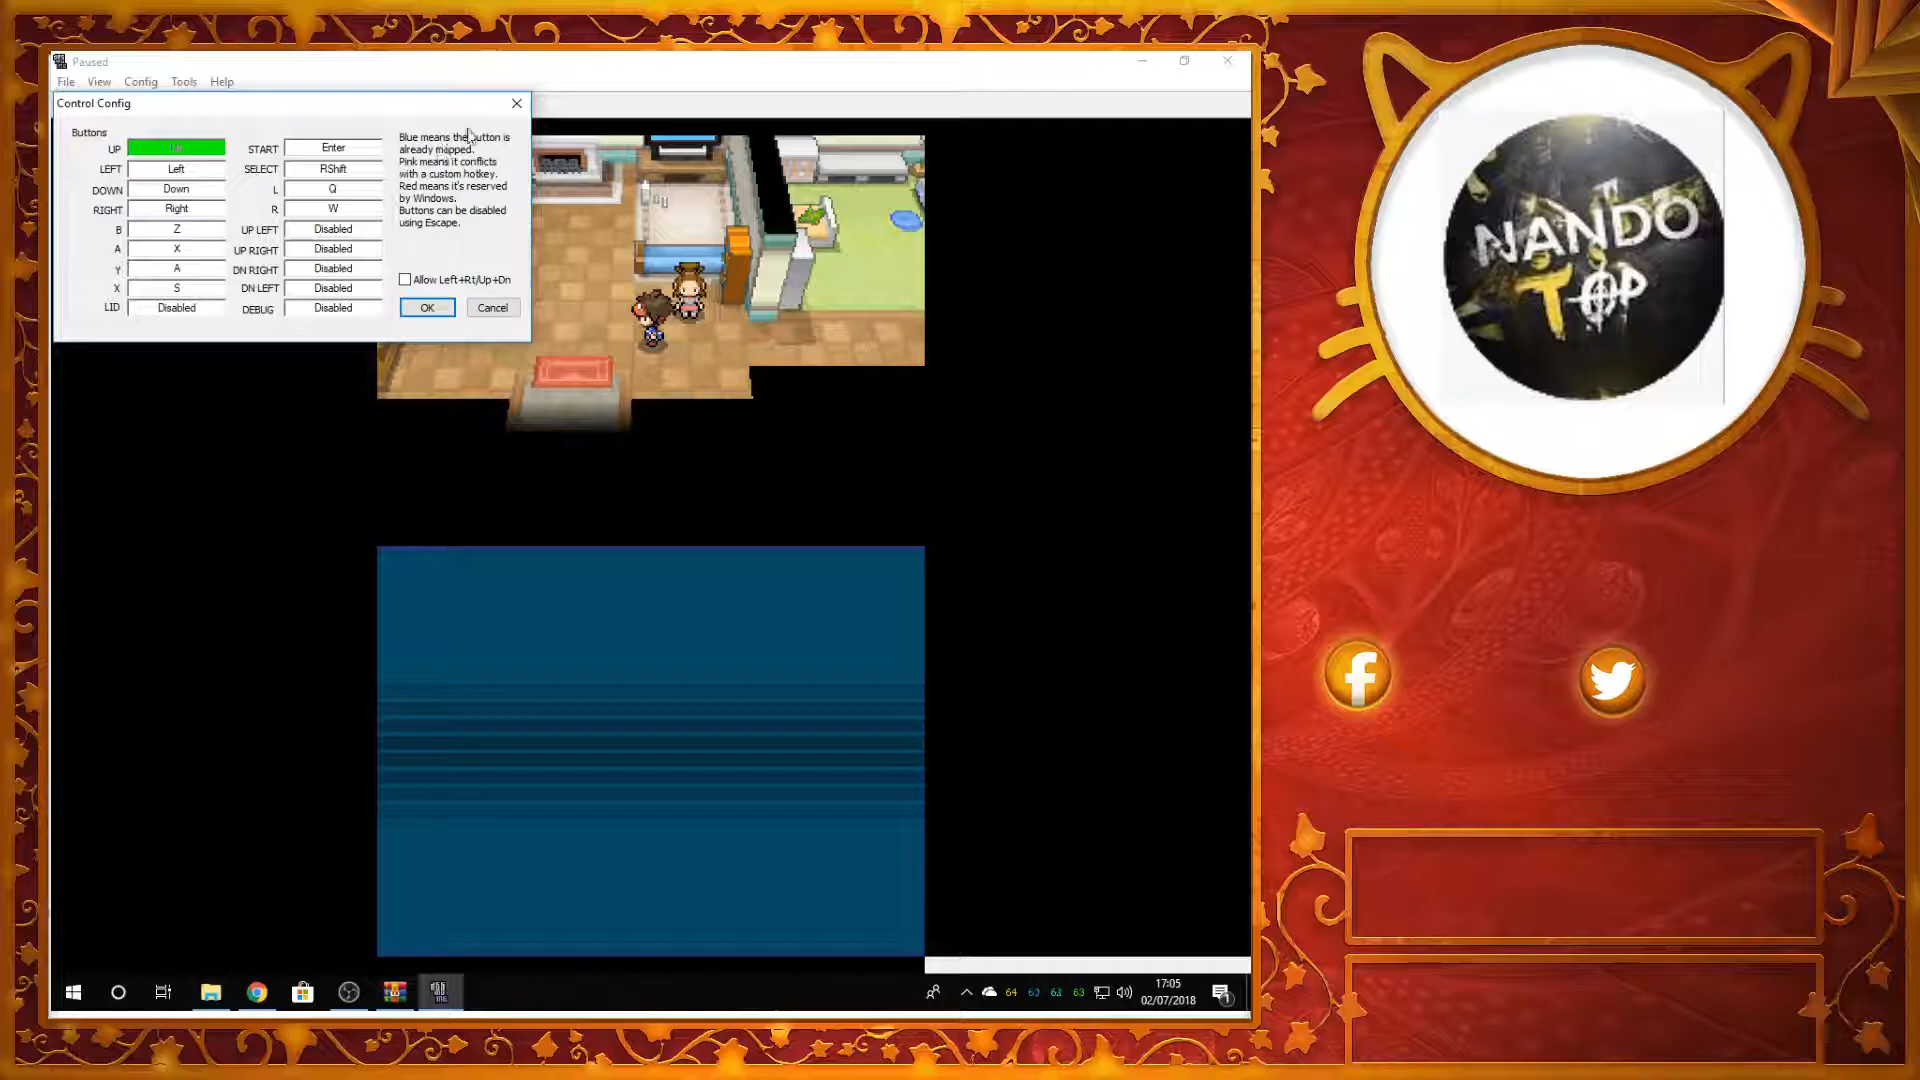 Paused
File View Config Tools Help
Control Config
Buttons
UP
START Enter
LEFT Left SELECT RShift
DOWN Down L Q
RIGHT Right R W
B Z UP LEFT Disabled
A X UP RIGHT Disabled
Y A DN RIGHT Disabled
X S DN LEFT Disabled
LID Disabled DEBUG Disabled
Blue means the button is
already mapped.
Pink means it conflicts
with a custom hotkey.
Red means it's reserved
by Windows.
Buttons can be disabled
using Escape.
Allow Left+Rt/Up+Dn
OK Cancel
NANDO
TOP
64 63
17:05
02/07/2018
1